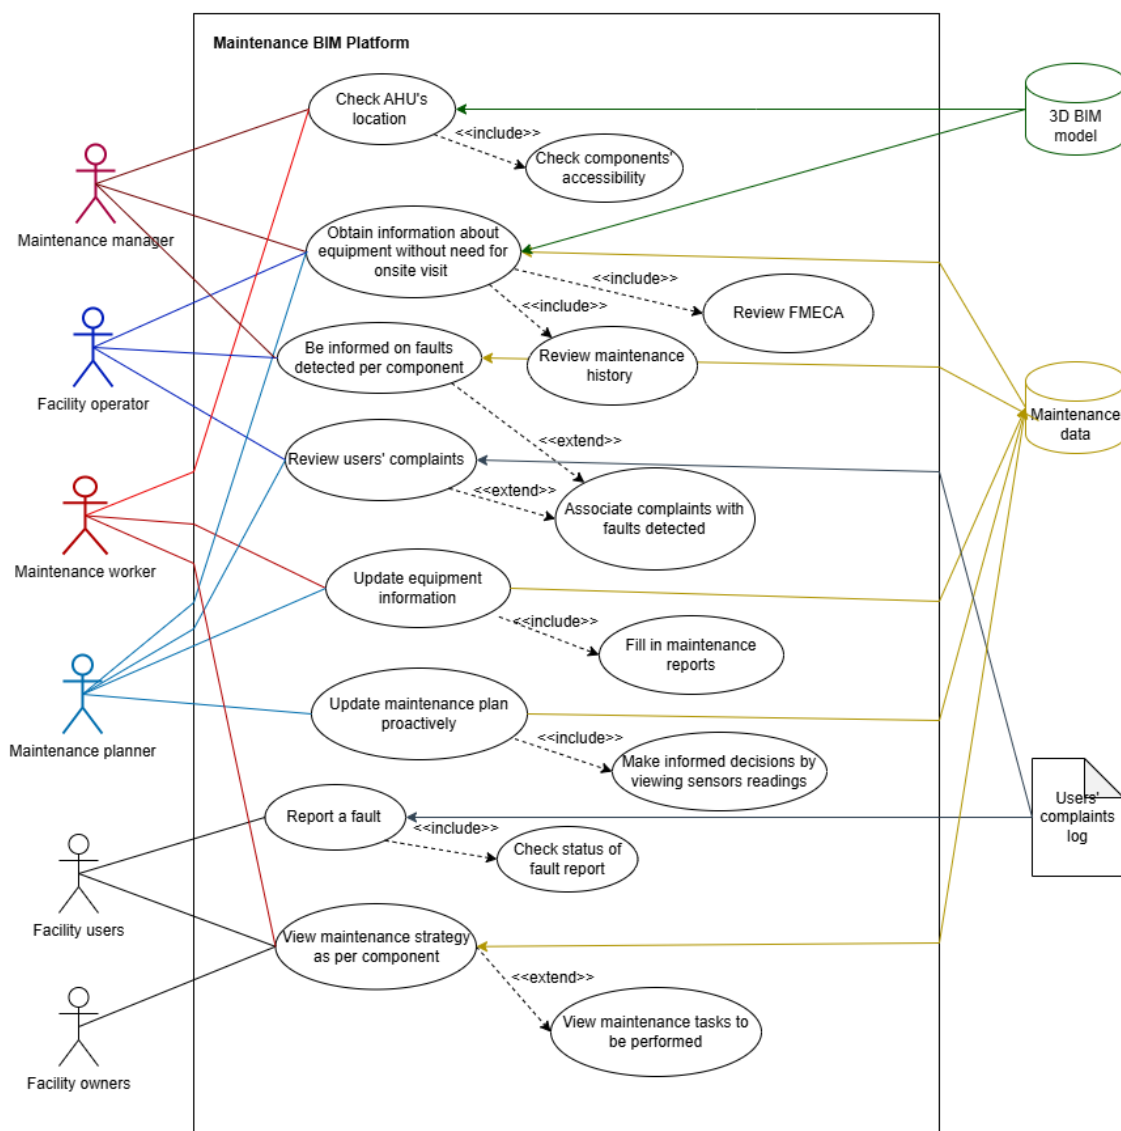 Maintenance BIM Platform
Check AHU's
location
<<include>>
Check components'
accessibility
3D BIM
model
Maintenance manager
Obtain information about
equipment without need for
onsite visit
<<include>>
<<include>>
Review FMECA
Facility operator
Be informed on faults
detected per component
Review maintenance
history
Maintenance
data
<<extend>>
Review users' complaints
<<extend>>
Associate complaints with
faults detected
Maintenance worker
Update equipment
information
<<include>>
Fill in maintenance
reports
Maintenance planner
Update maintenance plan
proactively
<<include>>
Make informed decisions by
viewing sensors readings
Report a fault
<<include>>
Check status of
fault report
Users'
complaints
log
Facility users
View maintenance strategy
as per component
<<extend>>
View maintenance tasks to
be performed
Facility owners